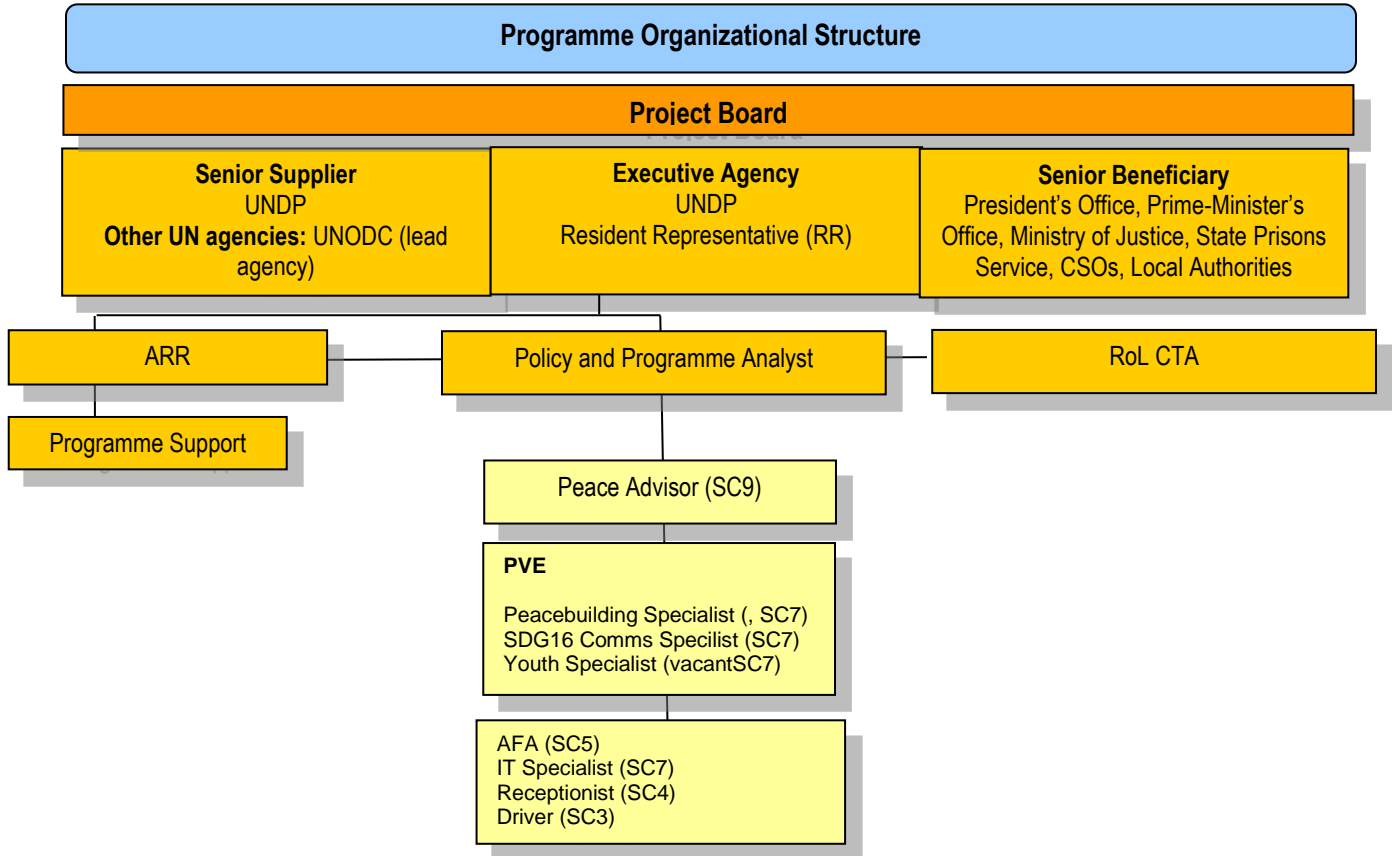 Programme Organizational Structure
Project Board
Senior Supplier
UNDP
Other UN agencies: UNODC (lead
agency)
Executive Agency
UNDP
Resident Representative (RR)
Senior Beneficiary
President's Office, Prime-Minister's
Office, Ministry of Justice, State Prisons
Service, CSOs, Local Authorities
ARR
Policy and Programme Analyst
RoL CTA
Programme Support
Peace Advisor (SC9)
PVE
Peacebuilding Specialist (, SC7)
SDG16 Comms Specilist (SC7)
Youth Specialist (vacantSC7)
AFA (SC5)
IT Specialist (SC7)
Receptionist (SC4)
Driver (SC3)